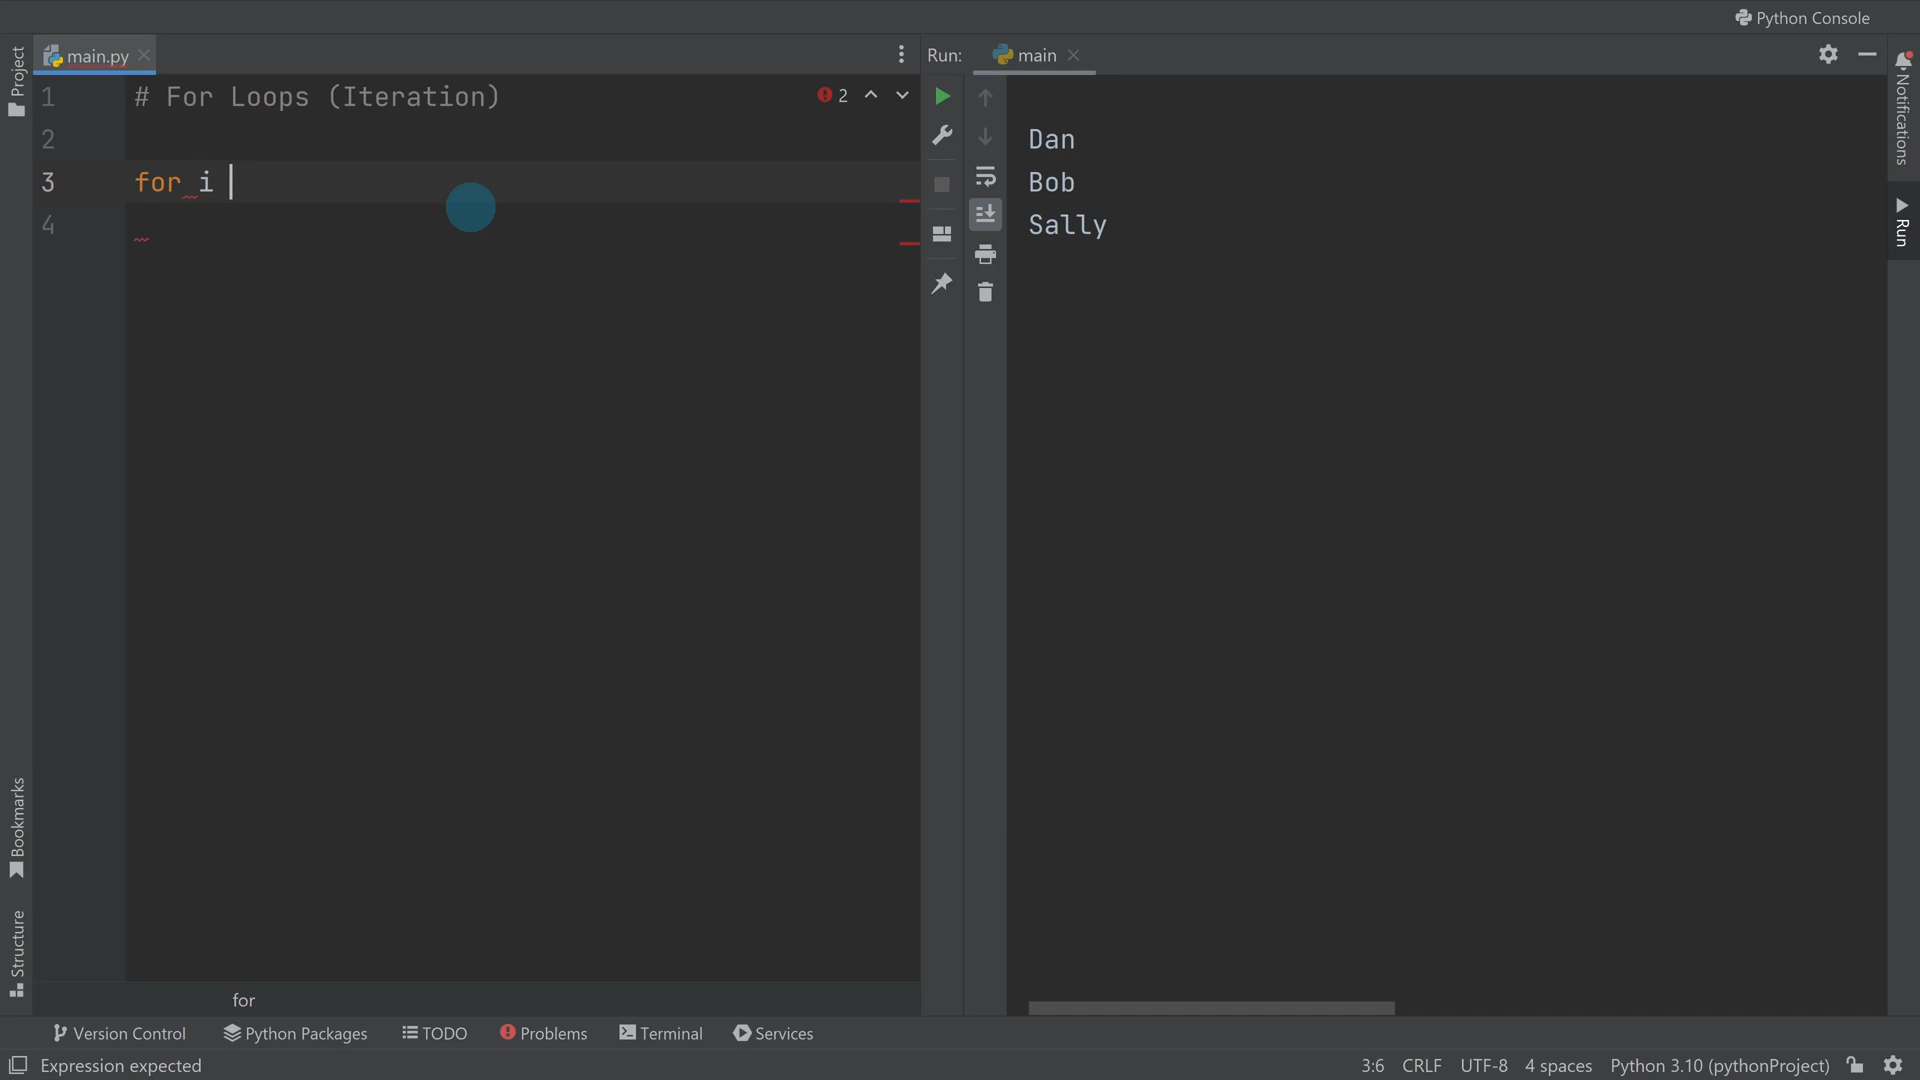 Python Console
Project
main.py
Run:
main
Notifications
1 # For Loops (Iteration)
2
2
3 for i
4
Dan
Bob
Sally
Run
Bookmarks
Structure
for
Version Control
Python Packages
TODO
Problems
Terminal
Services
Expression expected
3:6
CRLF
UTF-8
4 spaces
Python 3.10 (pythonProject)